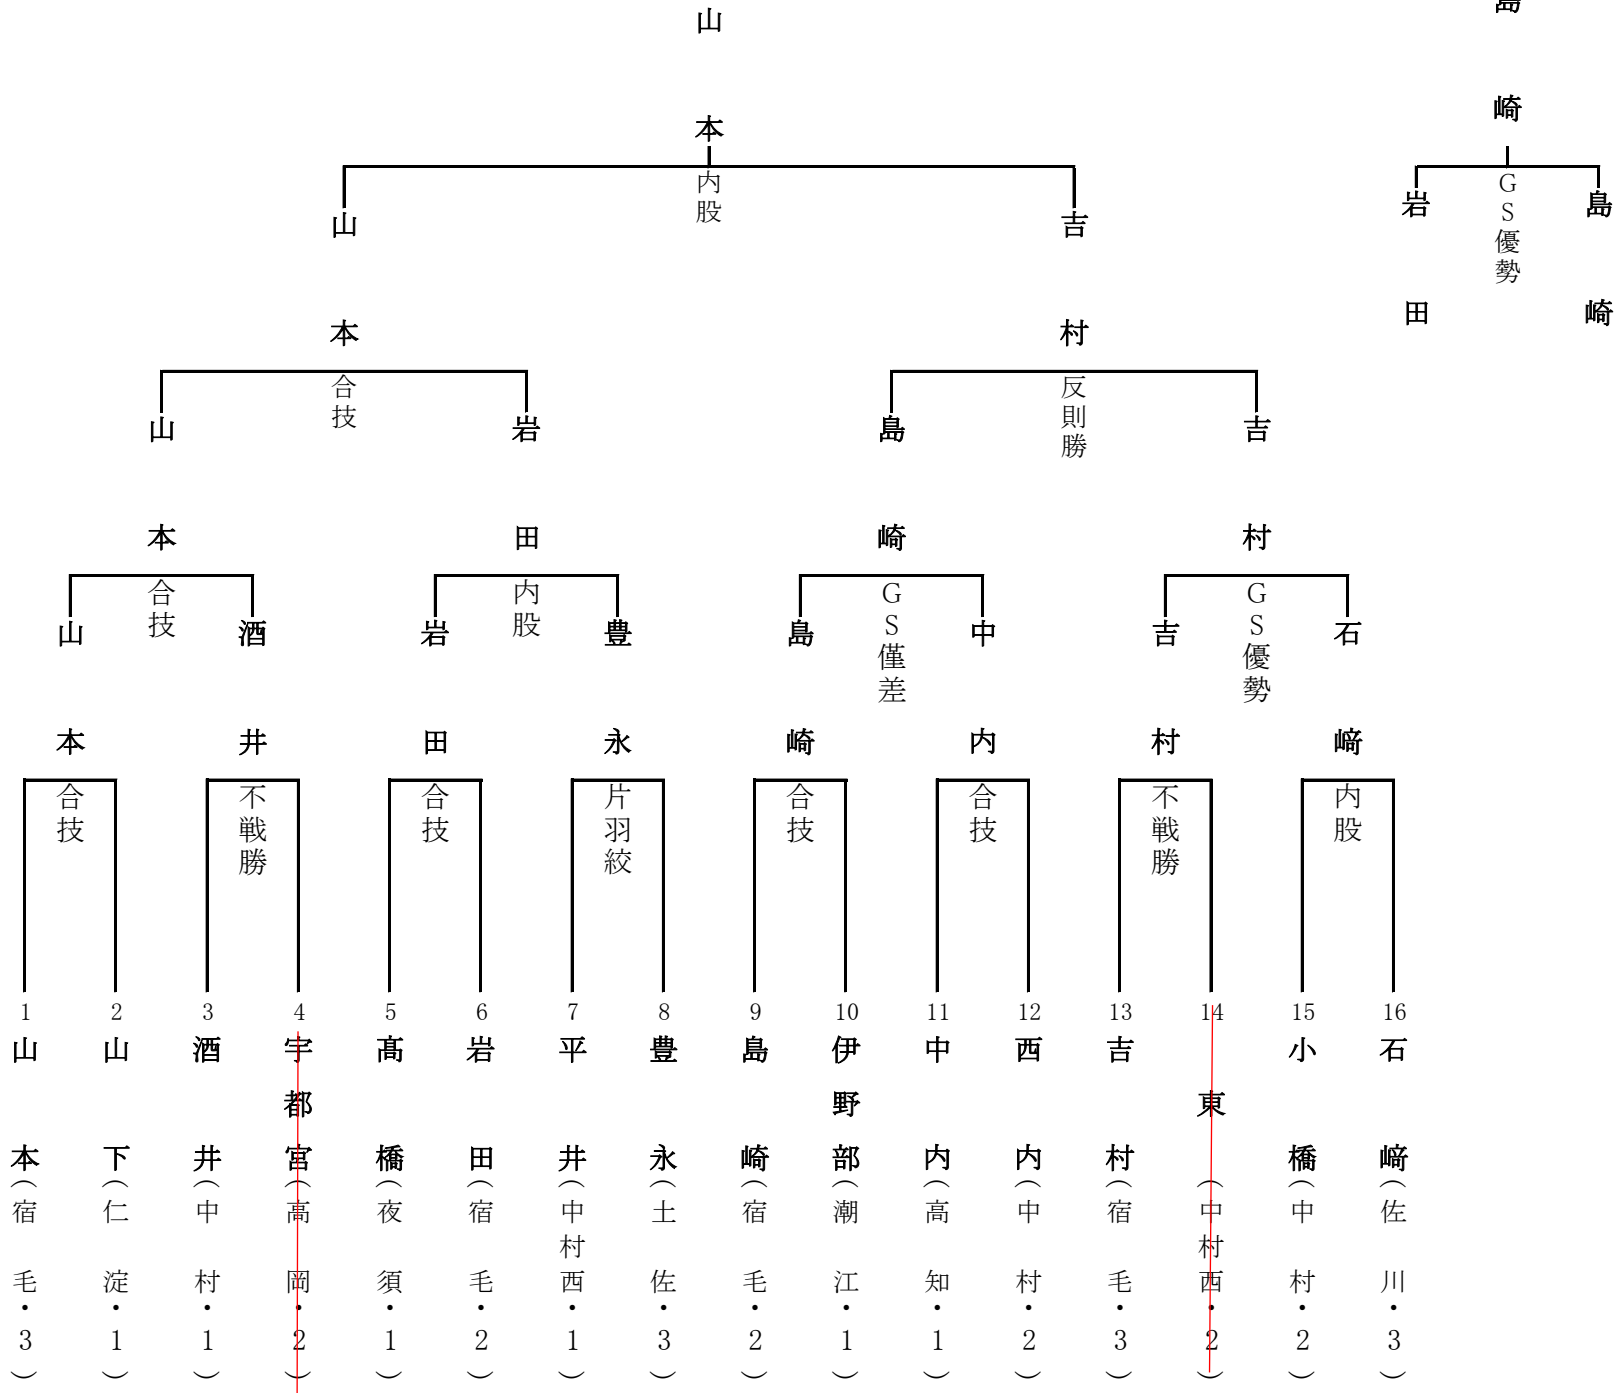 山本
内股
山本
吉村
合技
反則勝
山本
岩田
島崎
吉村
合技
内股
GS僅差
GS優勢
山本
酒井
岩田
豊永
島崎
中内
吉村
石﨑
合技
不戦勝
合技
片羽絞
合技
合技
不戦勝
内股
1 山本(宿毛・3)
2 山下(仁淀・1)
3 酒井(中村・1)
4 宇都宮(高岡・2)
5 髙橋(夜須・1)
6 岩田(宿毛・2)
7 平井(中村西・1)
8 豊永(土佐・3)
9 島崎(宿毛・2)
10 伊野部(潮江・1)
11 中内(高知・1)
12 西内(中村・2)
13 吉村(宿毛・3)
14 東(中村西・2)
15 小橋(中村・2)
16 石﨑(佐川・3)
島崎
GS優勢
岩田
島崎